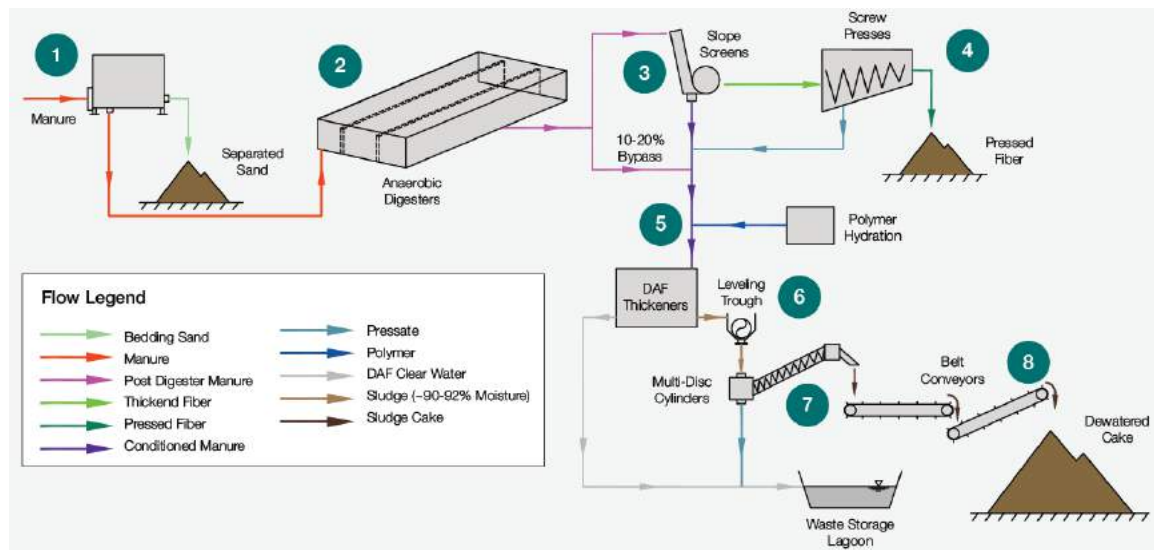 1
Manure
Separated
Sand
2
Anaerobic
Digesters
3
Slope
Screens
10-20%
Bypass
Screw
Presses
4
Pressed
Fiber
5
Polymer
Hydration
DAF
Thickeners
Leveling
Trough
6
Multi-Disc
Cylinders
7
Belt
Conveyors
8
Dewatered
Cake
Waste Storage
Lagoon
Flow Legend
Bedding Sand
Manure
Post Digester Manure
Thickend Fiber
Pressed Fiber
Conditioned Manure
Pressate
Polymer
DAF Clear Water
Sludge (~90-92% Moisture)
Sludge Cake